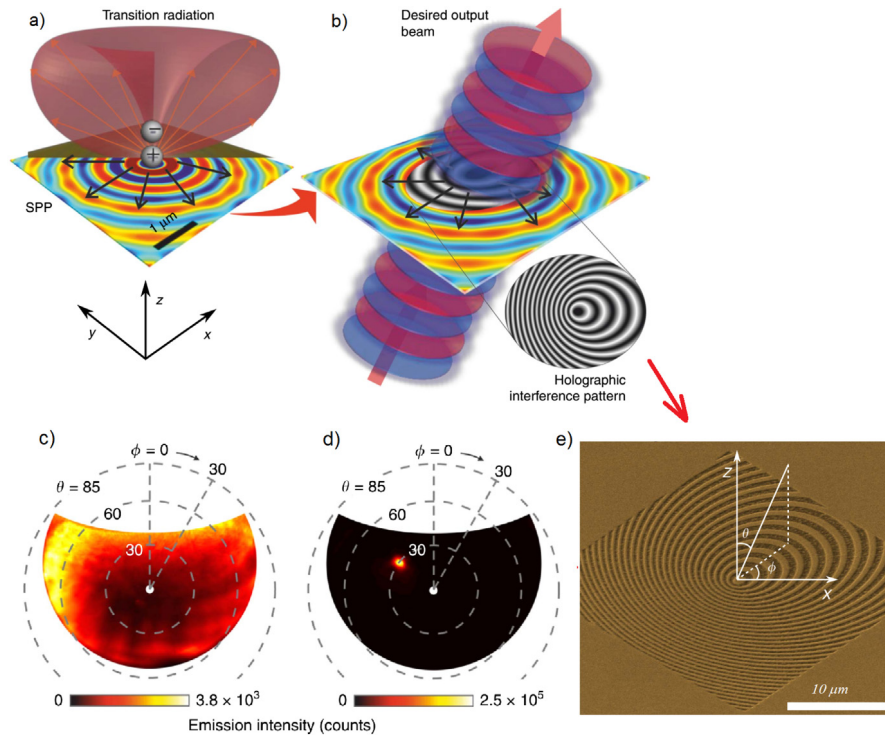 a)
Transition radiation
b)
Desired output
beam
−
+
SPP
1 μm
z
y
x
Holographic
interference pattern
c)
ϕ = 0
30
θ = 85
60
30
0
3.8 × 10³
d)
ϕ = 0
30
θ = 85
60
30
0
2.5 × 10⁵
Emission intensity (counts)
e)
Z
θ
ϕ
X
10 μm